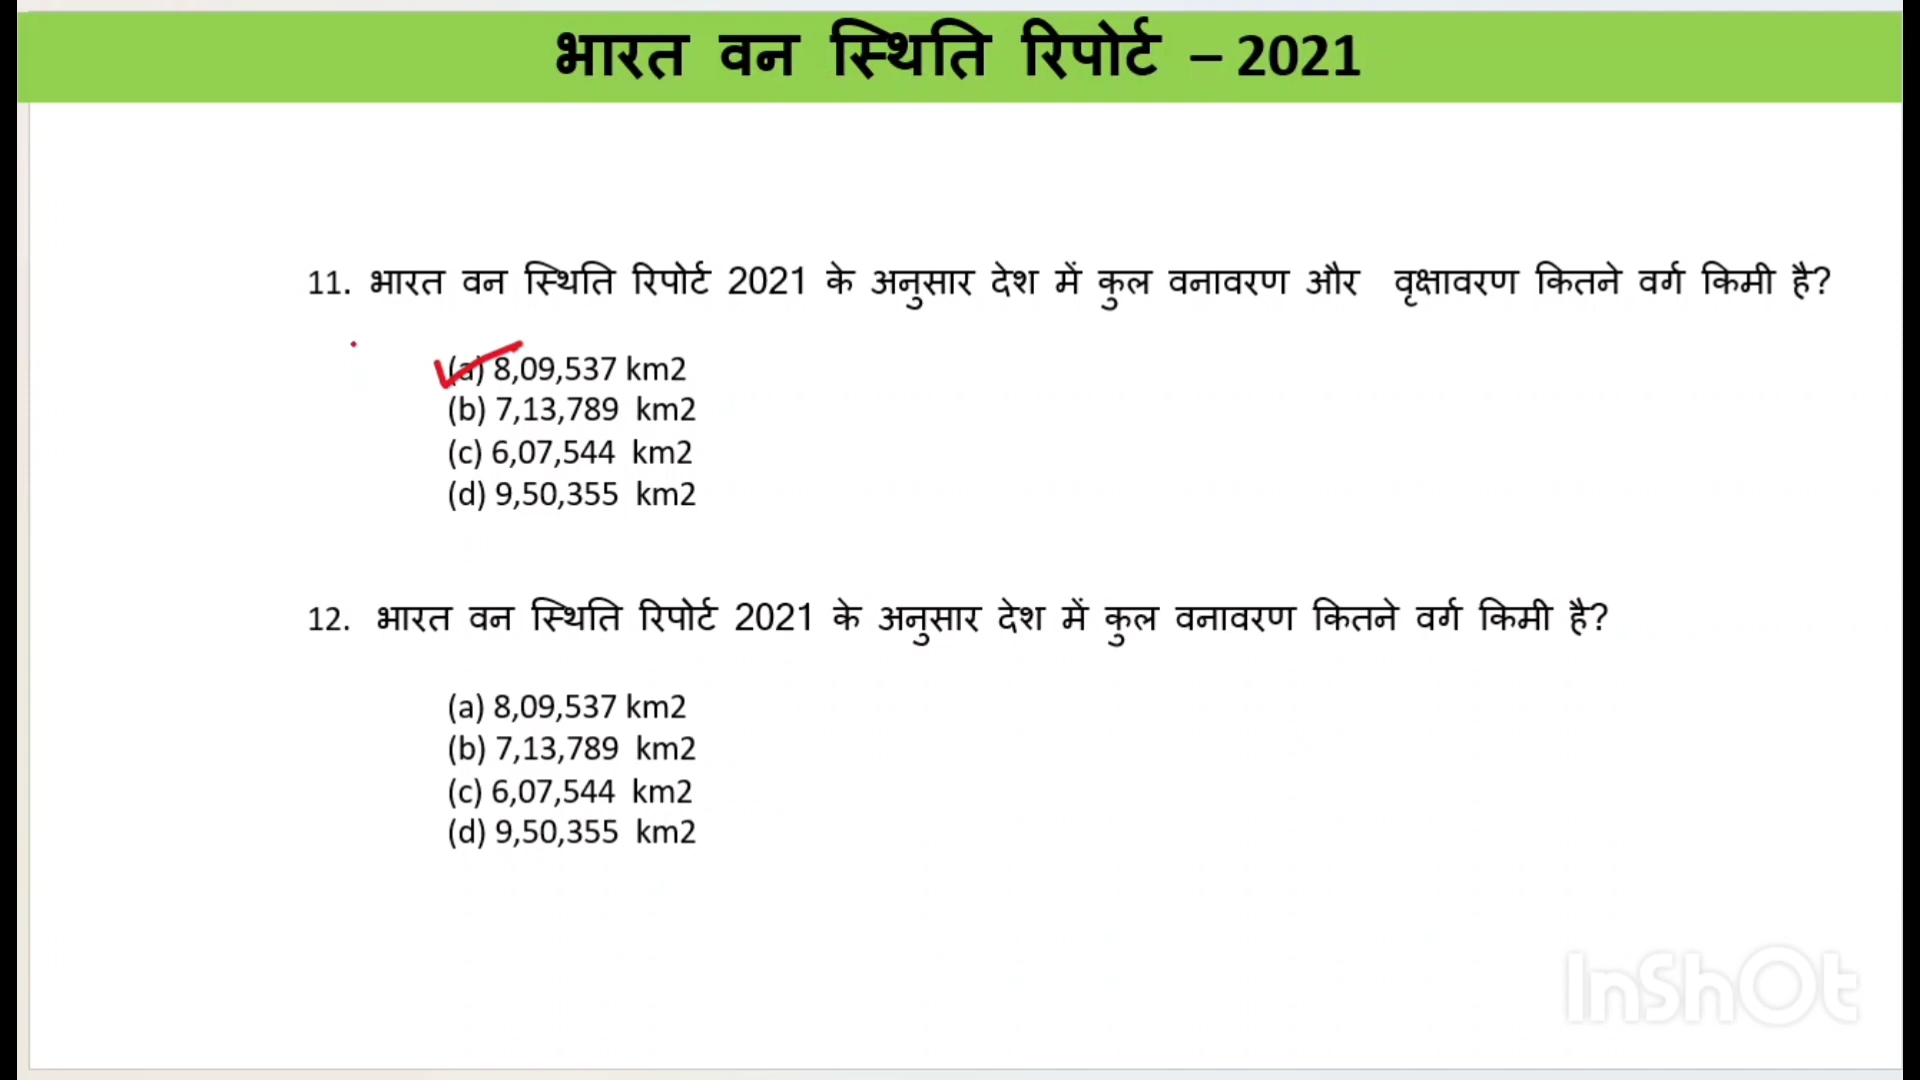 भारत वन स्थिति रिपोर्ट – 2021
11. भारत वन स्थिति रिपोर्ट 2021 के अनुसार देश में कुल वनावरण और वृक्षावरण कितने वर्ग किमी है?
(a) 8,09,537 km2
(b) 7,13,789 km2
(c) 6,07,544 km2
(d) 9,50,355 km2
12. भारत वन स्थिति रिपोर्ट 2021 के अनुसार देश में कुल वनावरण कितने वर्ग किमी है?
(a) 8,09,537 km2
(b) 7,13,789 km2
(c) 6,07,544 km2
(d) 9,50,355 km2
InShOt